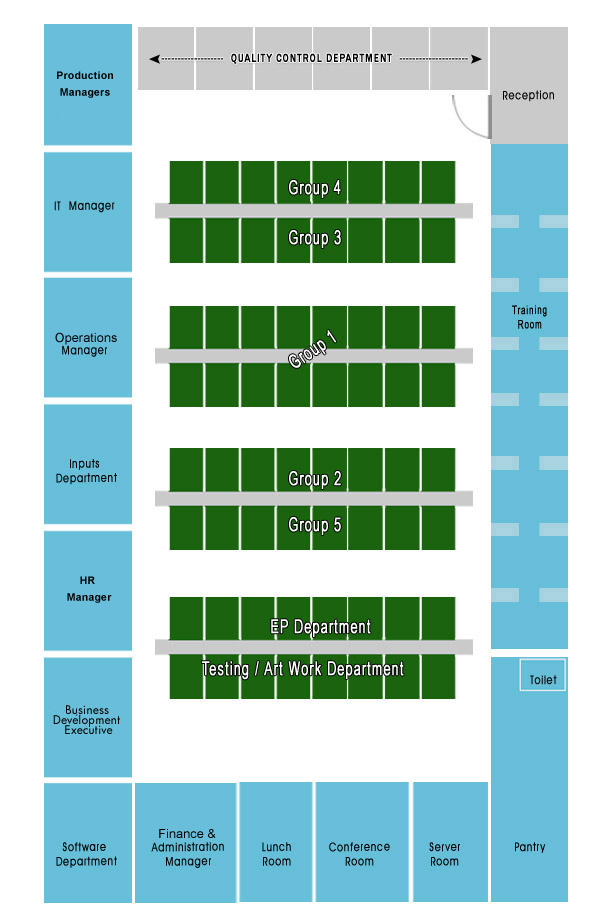 QUALITY CONTROL DEPARTMENT
Production
Managers
Reception
IT Manager
Group 4
Group 3
Training
Room
Operations
Manager
Group 1
Inputs
Department
Group 2
Group 5
HR
Manager
EP Department
Testing / Art Work Department
Toilet
Business
Development
Executive
Software
Department
Finance &
Administration
Manager
Lunch
Room
Conference
Room
Server
Room
Pantry